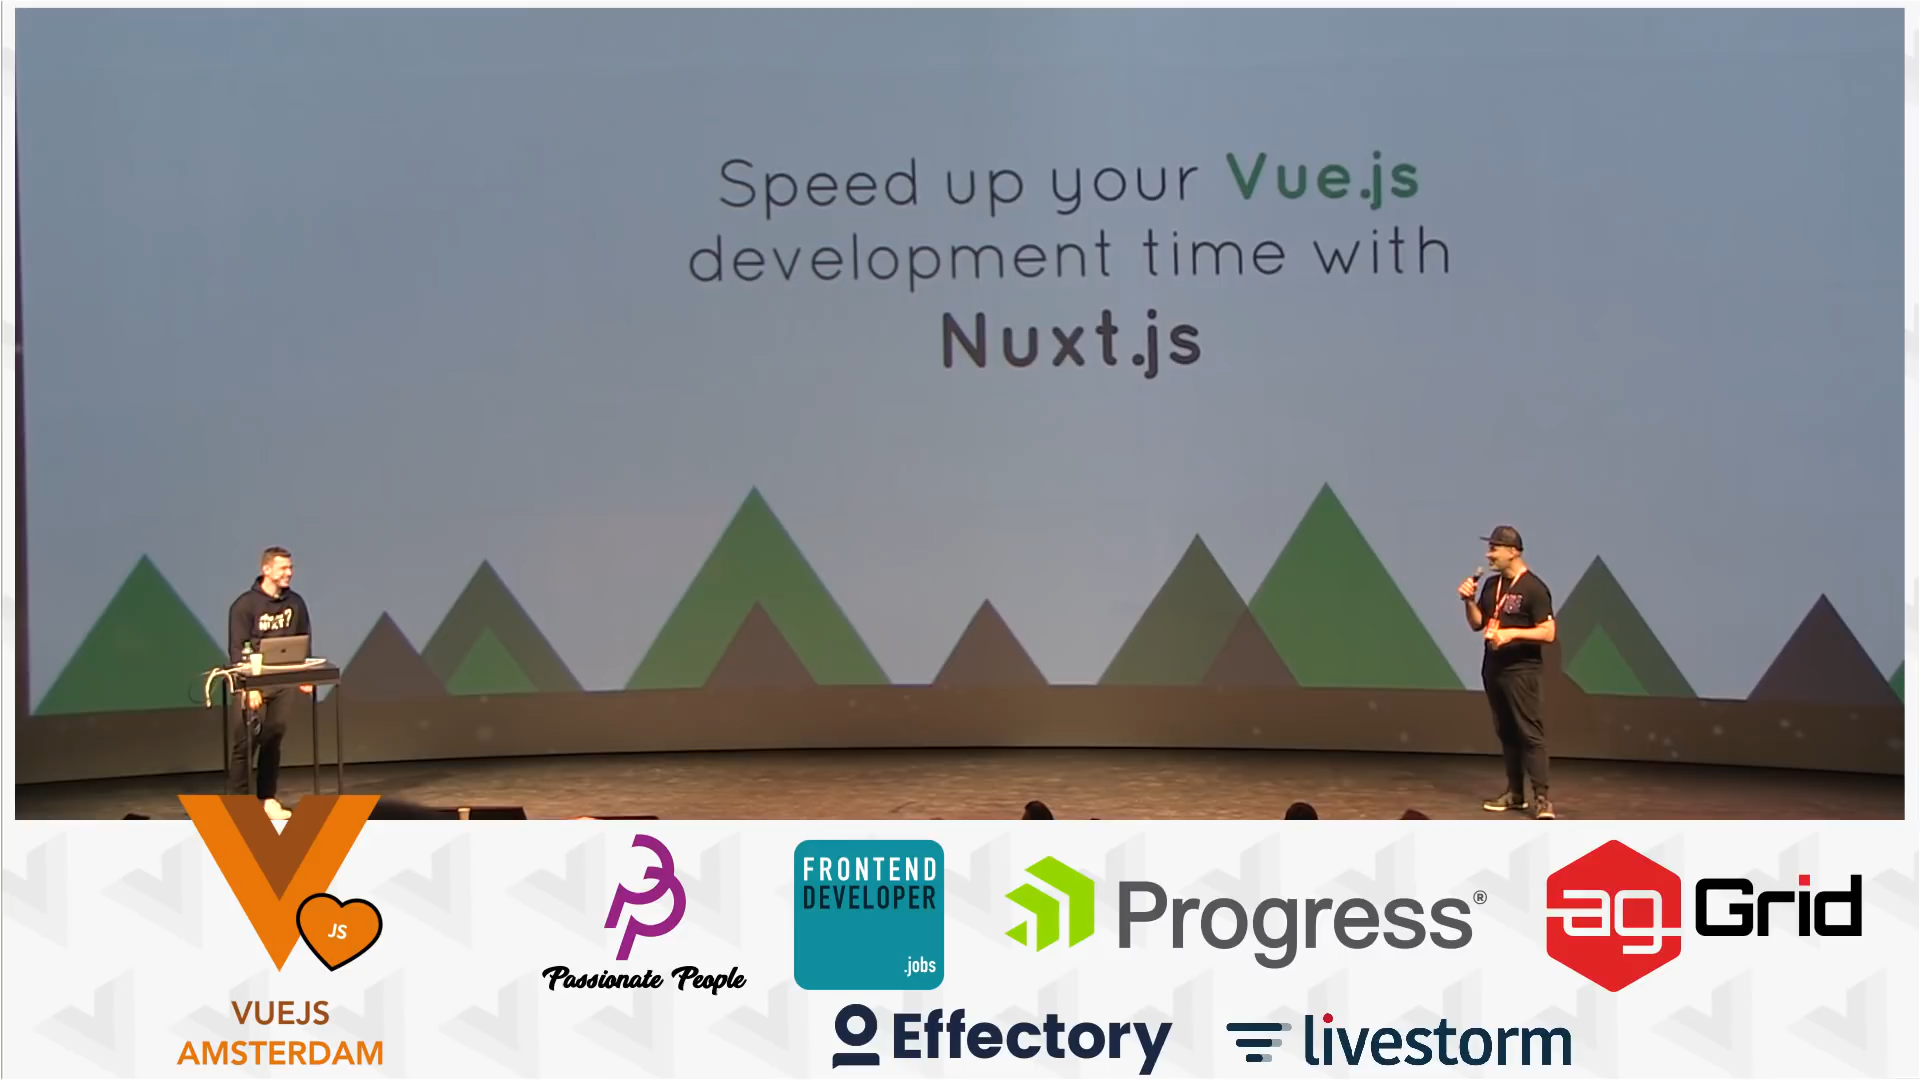 Speed up your Vue.js
development time with
Nuxt.js
JS
VUEJS
AMSTERDAM
Passionate People
FRONTEND
DEVELOPER
.jobs
Progress®
ag Grid
Effectory
livestorm